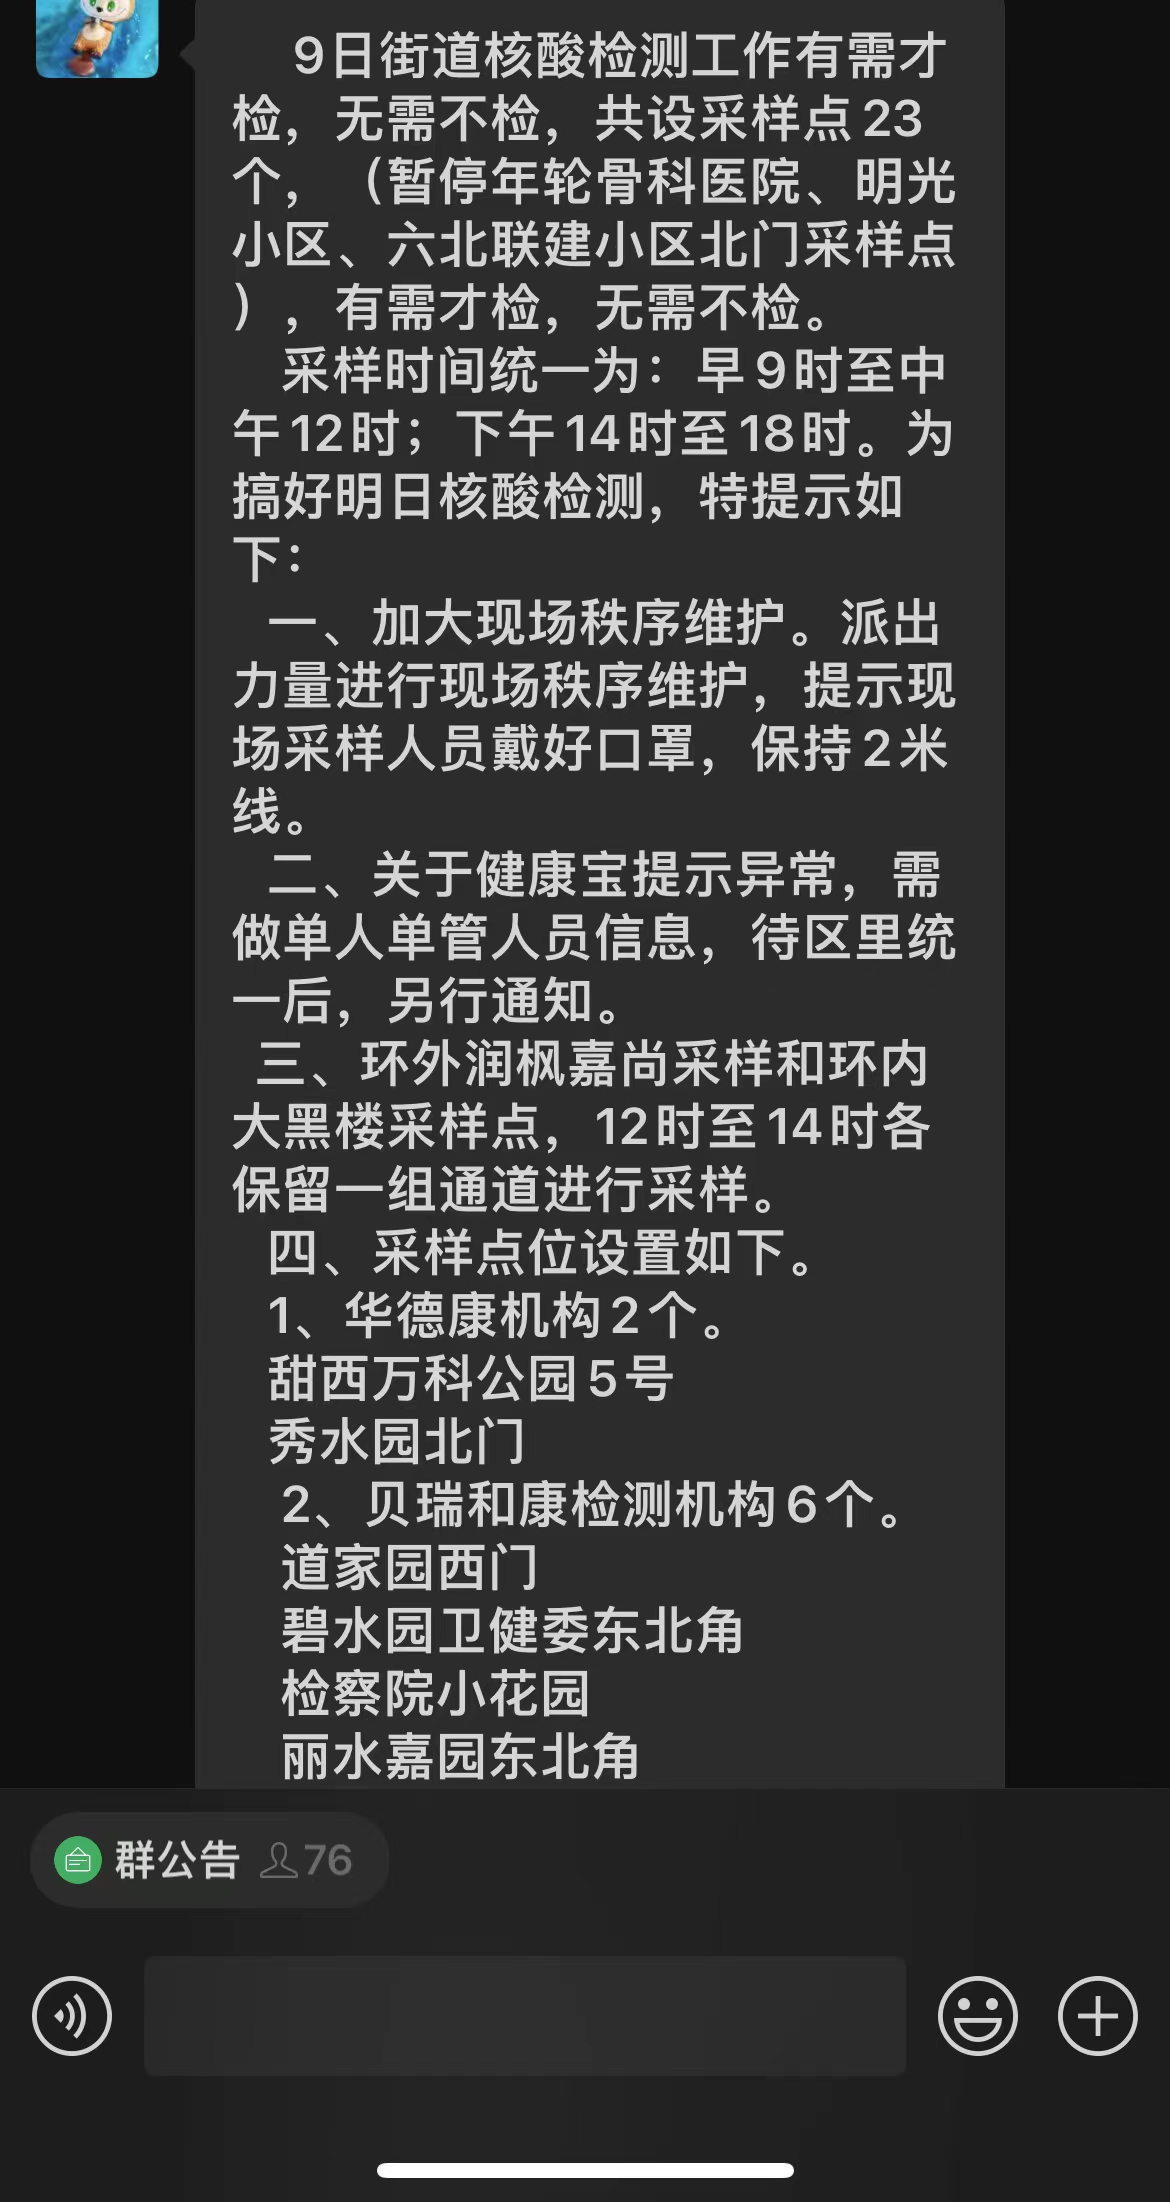 9日街道核酸检测工作有需才
检，无需不检，共设采样点23
个，（暂停年轮骨科医院、明光
小区、六北联建小区北门采样点
），有需才检，无需不检。
采样时间统一为：早9时至中
午12时；下午14时至18时。为
搞好明日核酸检测，特提示如
下：
一、加大现场秩序维护。派出
力量进行现场秩序维护，提示现
场采样人员戴好口罩，保持2米
线。
二、关于健康宝提示异常，需
做单人单管人员信息，待区里统
一后，另行通知。
三、环外润枫嘉尚采样和环内
大黑楼采样点，12时至14时各
保留一组通道进行采样。
四、采样点位设置如下。
1、华德康机构2个。
甜西万科公园5号
秀水园北门
2、贝瑞和康检测机构6个。
道家园西门
碧水园卫健委东北角
检察院小花园
丽水嘉园东北角
群公告 76